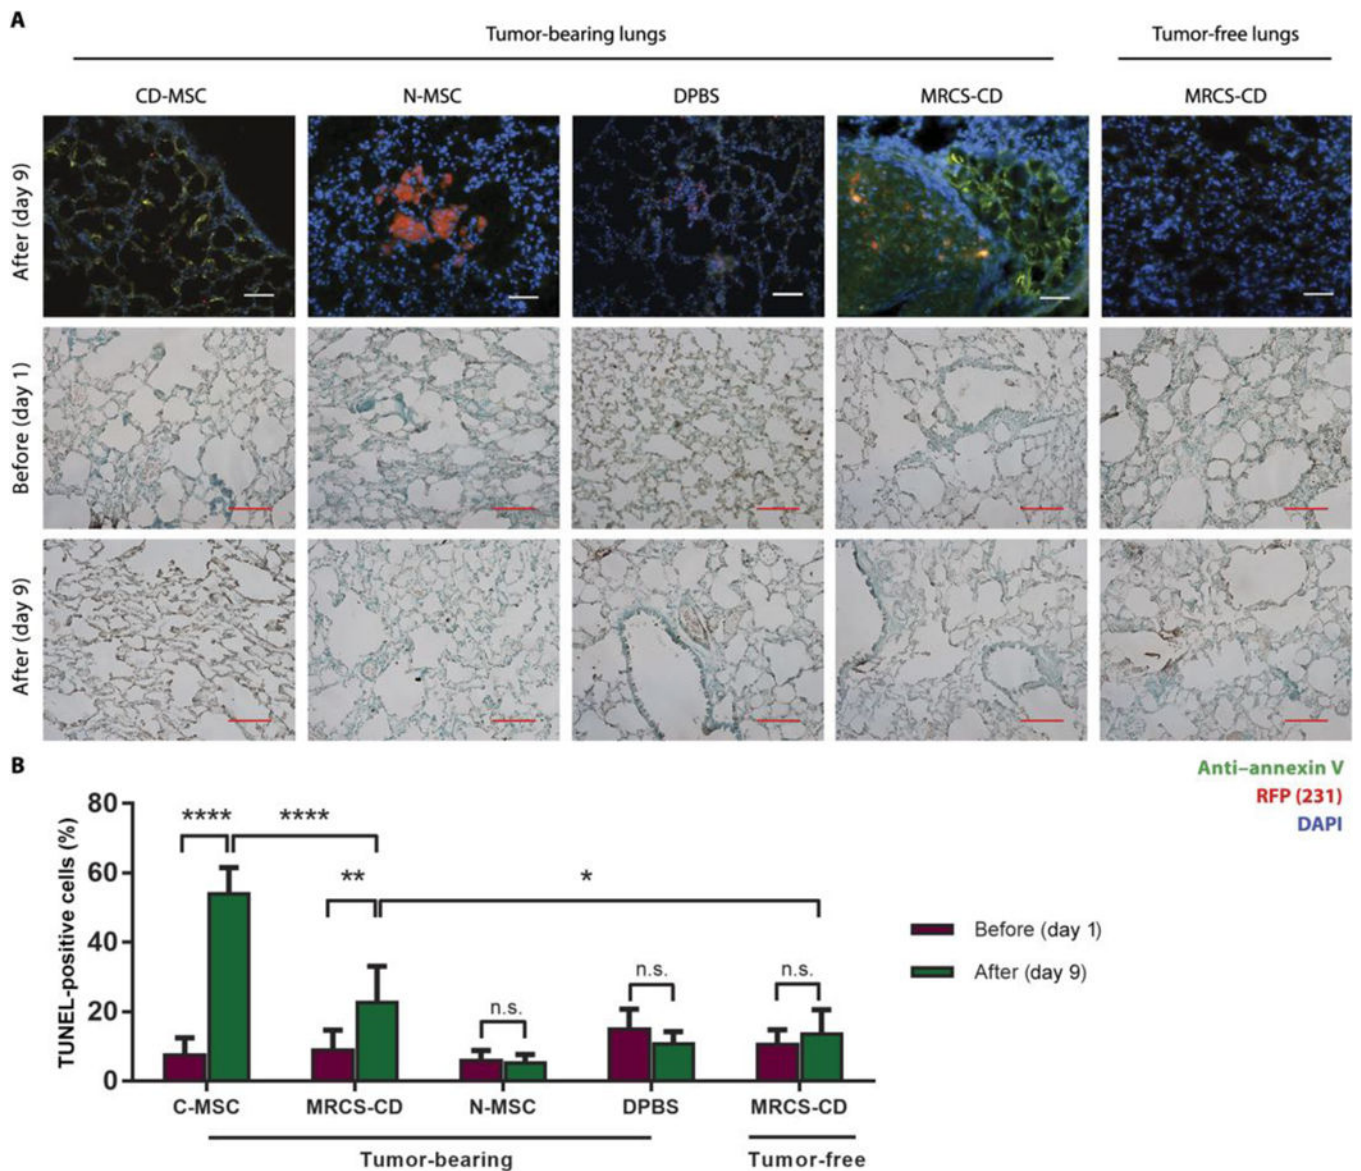 A
Tumor-bearing lungs
Tumor-free lungs
CD-MSC
N-MSC
DPBS
MRCS-CD
MRCS-CD
After (day 9)
Before (day 1)
After (day 9)
B
Anti–annexin V
RFP (231)
DAPI
TUNEL-positive cells (%)
80
60
40
20
0
****
****
**
*
n.s.
n.s.
n.s.
Before (day 1)
After (day 9)
C-MSC
MRCS-CD
N-MSC
DPBS
MRCS-CD
Tumor-bearing
Tumor-free